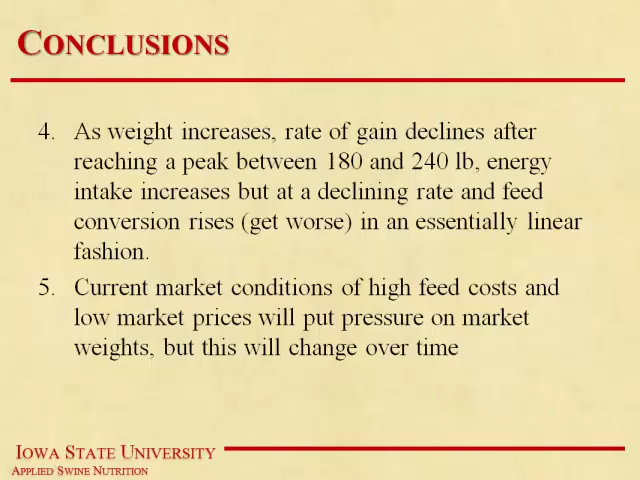 CONCLUSIONS
4. As weight increases, rate of gain declines after
reaching a peak between 180 and 240 lb, energy
intake increases but at a declining rate and feed
conversion rises (get worse) in an essentially linear
fashion.
5. Current market conditions of high feed costs and
low market prices will put pressure on market
weights, but this will change over time
IOWA STATE UNIVERSITY
APPLIED SWINE NUTRITION